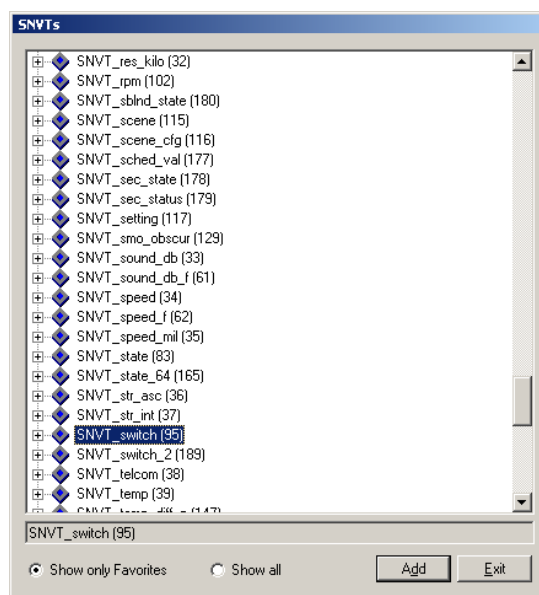 SNVTs
SNVT_res_kilo (32)
SNVT_rpm (102)
SNVT_sblnd_state (180)
SNVT_scene (115)
SNVT_scene_cfg (116)
SNVT_sched_val (177)
SNVT_sec_state (178)
SNVT_sec_status (179)
SNVT_setting (117)
SNVT_smo_obscur (129)
SNVT_sound_db (33)
SNVT_sound_db_f (61)
SNVT_speed (34)
SNVT_speed_f (62)
SNVT_speed_mil (35)
SNVT_state (83)
SNVT_state_64 (165)
SNVT_str_asc (36)
SNVT_str_int (37)
SNVT_switch (95)
SNVT_switch_2 (189)
SNVT_telcom (38)
SNVT_temp (39)
SNVT_temp_diff_p (147)
SNVT_switch (95)
Show only Favorites Show all Add Exit